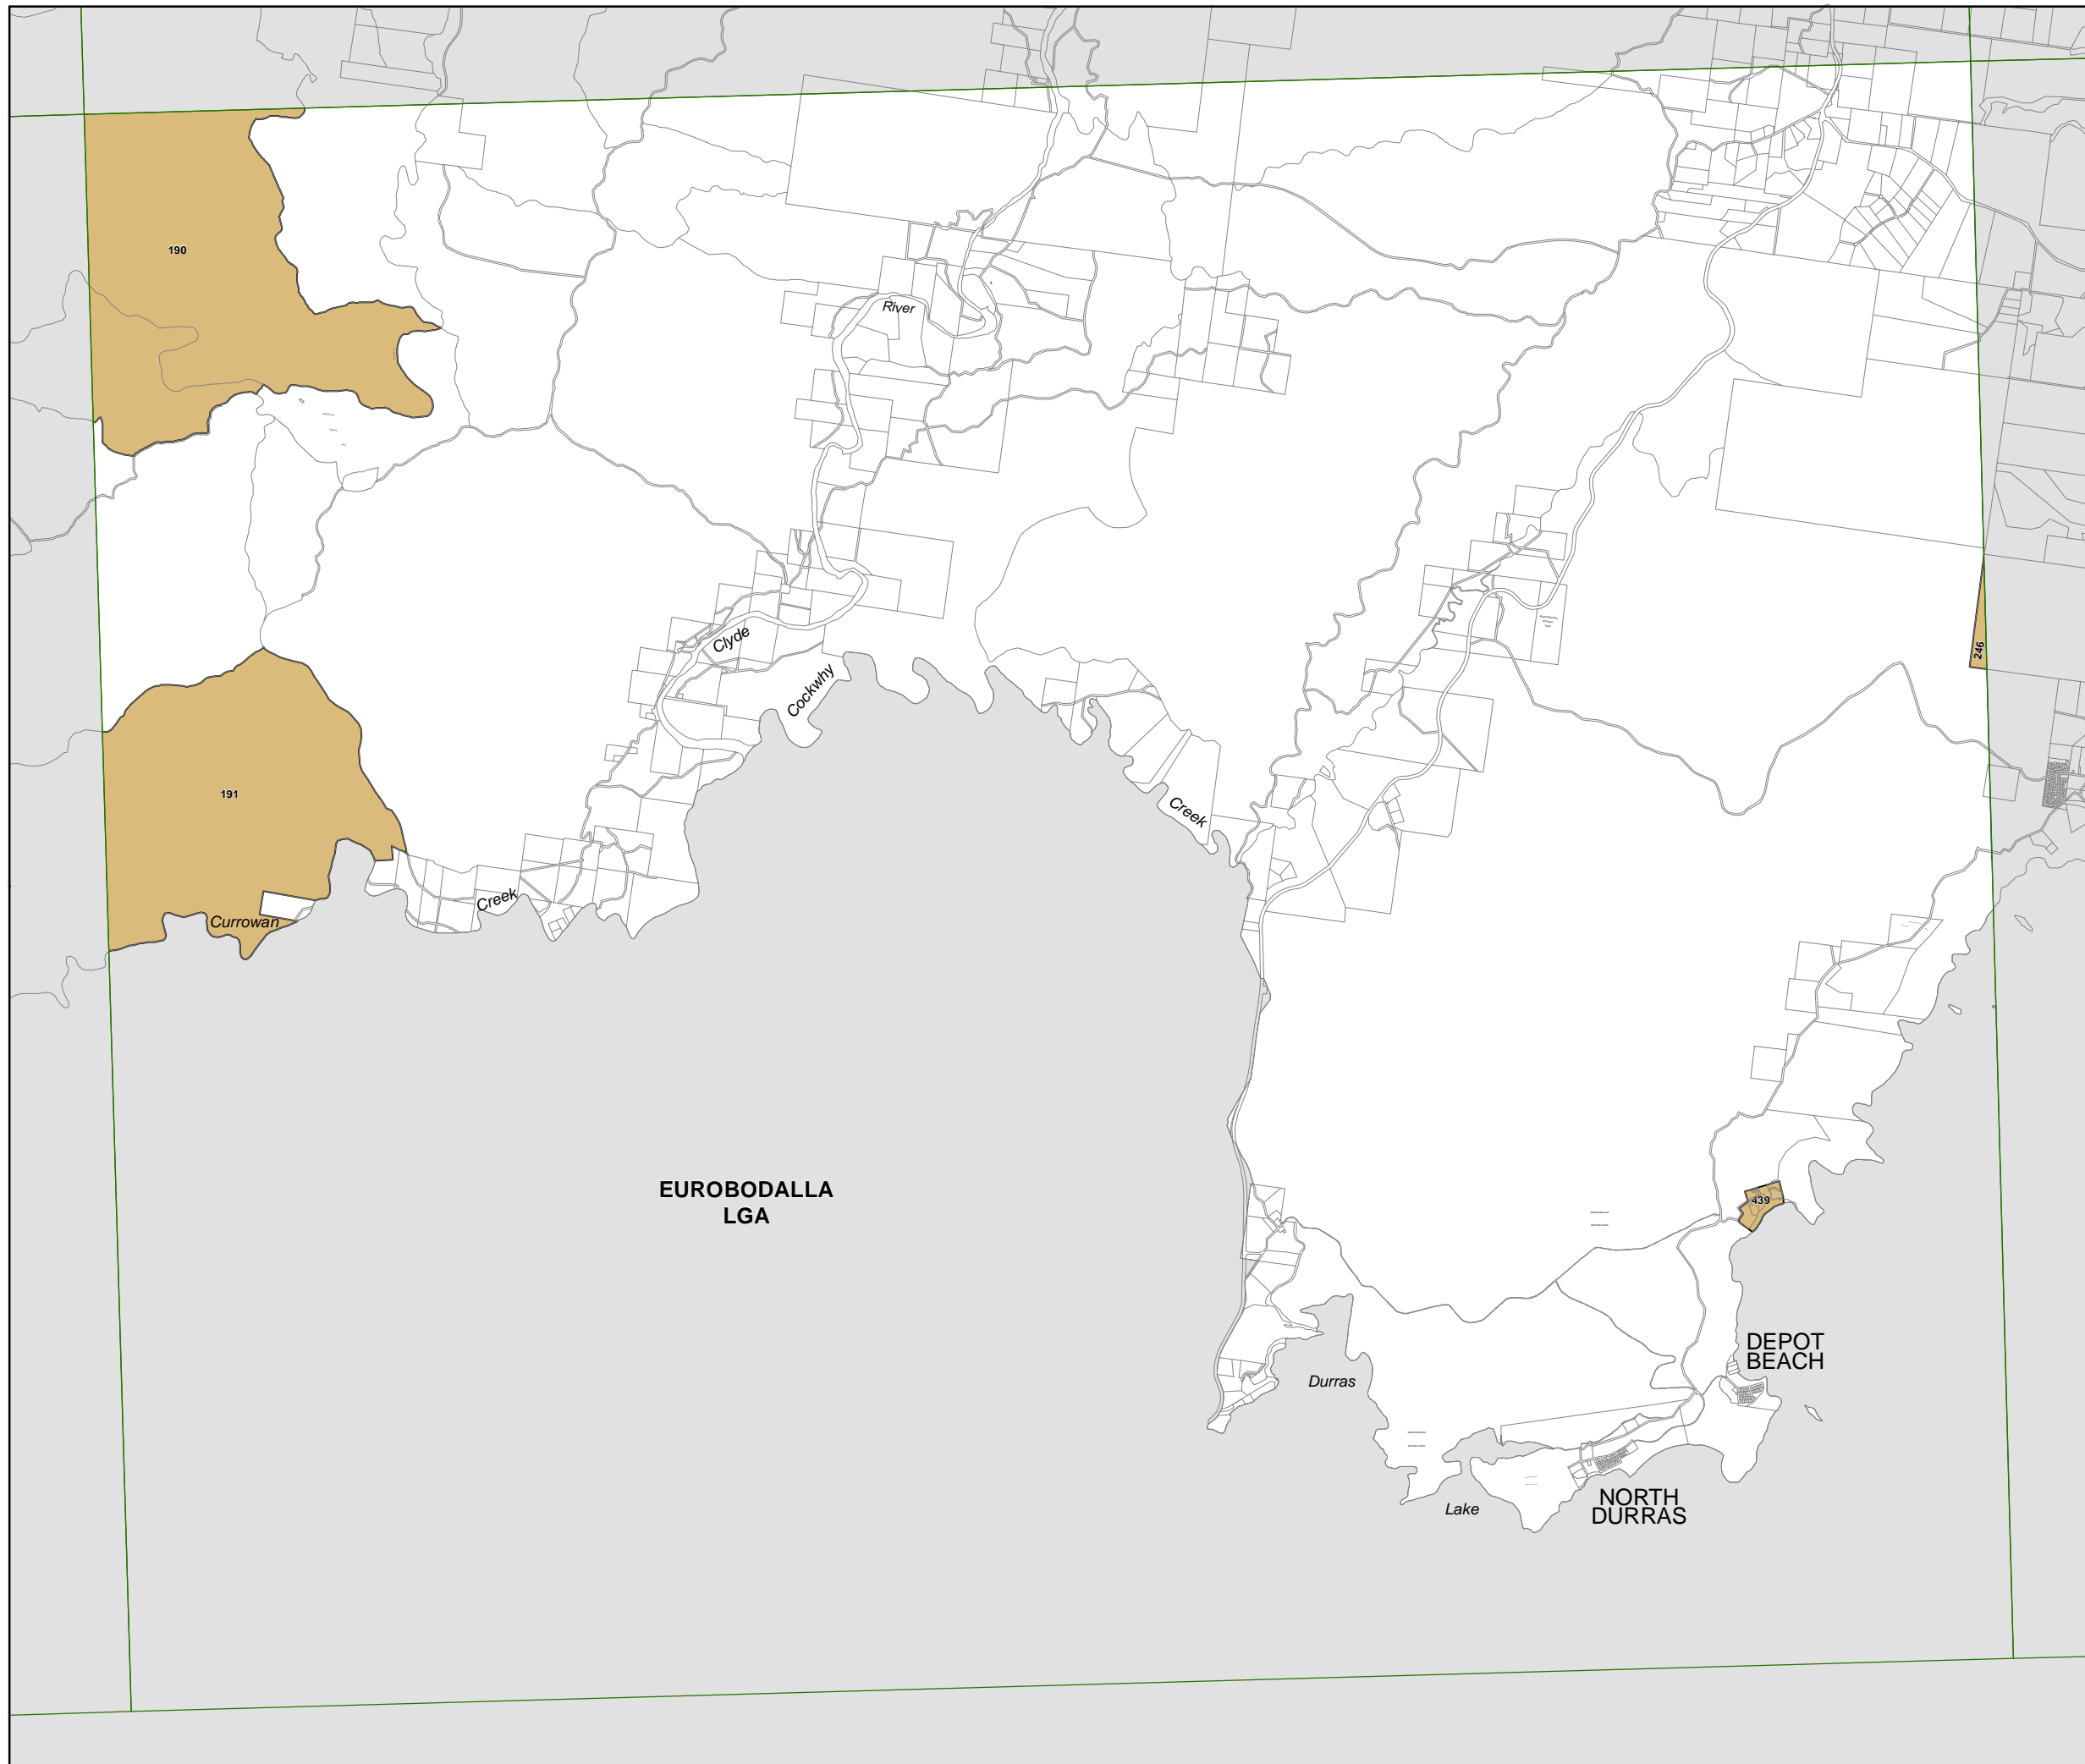 190
River
246
Clyde
Cockwhy
191
Creek
Creek
Currowan
EUROBODALLA
LGA
439
DEPOT
BEACH
Durras
NORTH
DURRAS
Lake